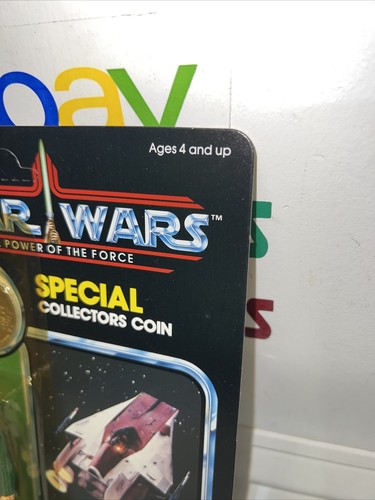 bay
Ages 4 and up
R WARS™
POWER OF THE FORCE
SPECIAL
COLLECTORS COIN
s
s